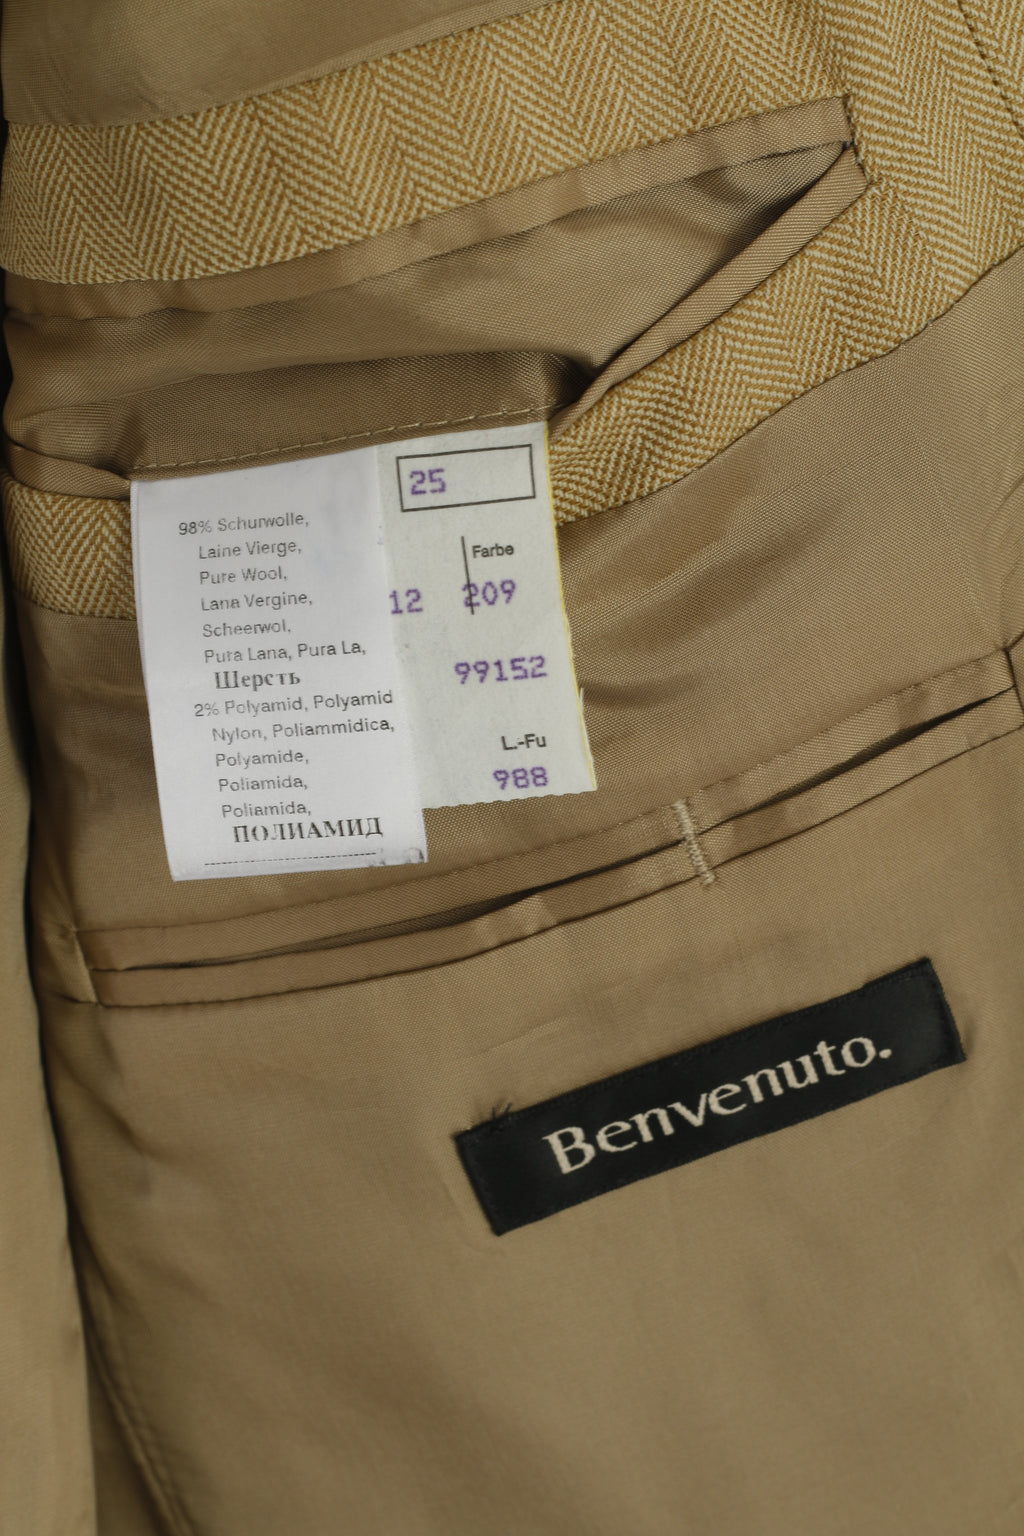 98% Schurwolle,
Laine Vierge,
Pure Wool,
Lana Vergine,
Scheerwol,
Pura Lana, Pura La,
Шерсть
2% Polyamid, Polyamid
Nylon, Poliammidica,
Polyamide,
Poliamida,
Poliamida,
ПОЛИАМИД
25
Farbe
12 209
99152
L.-Fu
988
Benvenuto.